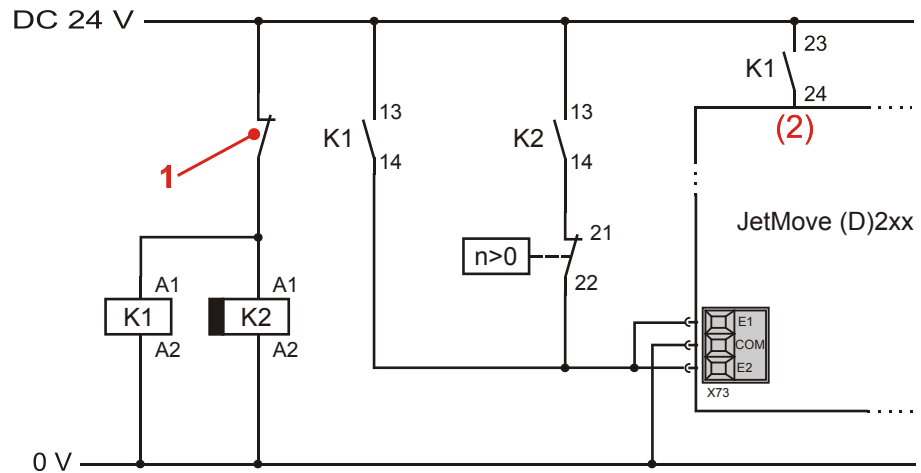 DC 24 V
23
K1
24
(2)
13
K1
14
13
K2
14
1
JetMove (D)2xx
21
n>0
22
A1
K1
A2
A1
K2
A2
E1
COM
E2
X73
0 V